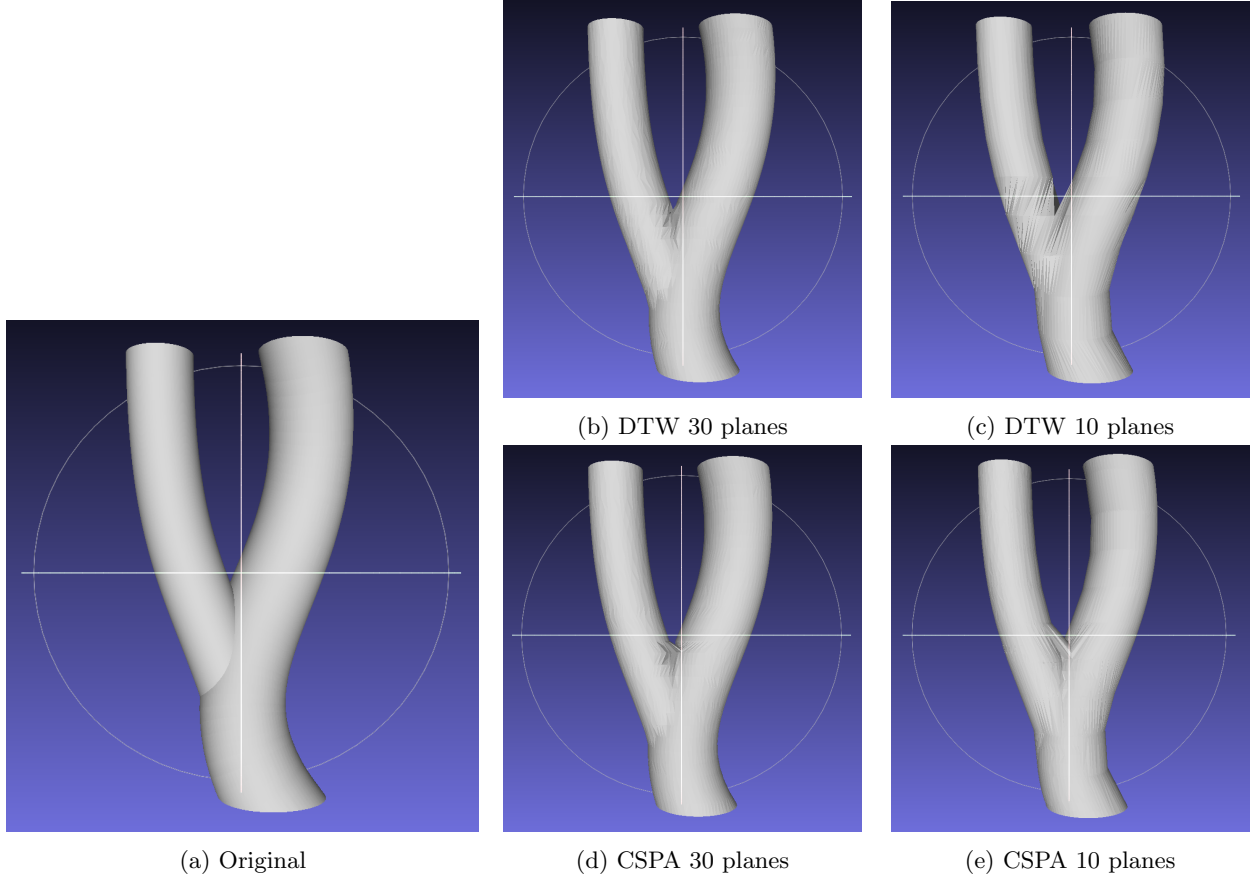 (b) DTW 30 planes
(c) DTW 10 planes
(a) Original
(d) CSPA 30 planes
(e) CSPA 10 planes